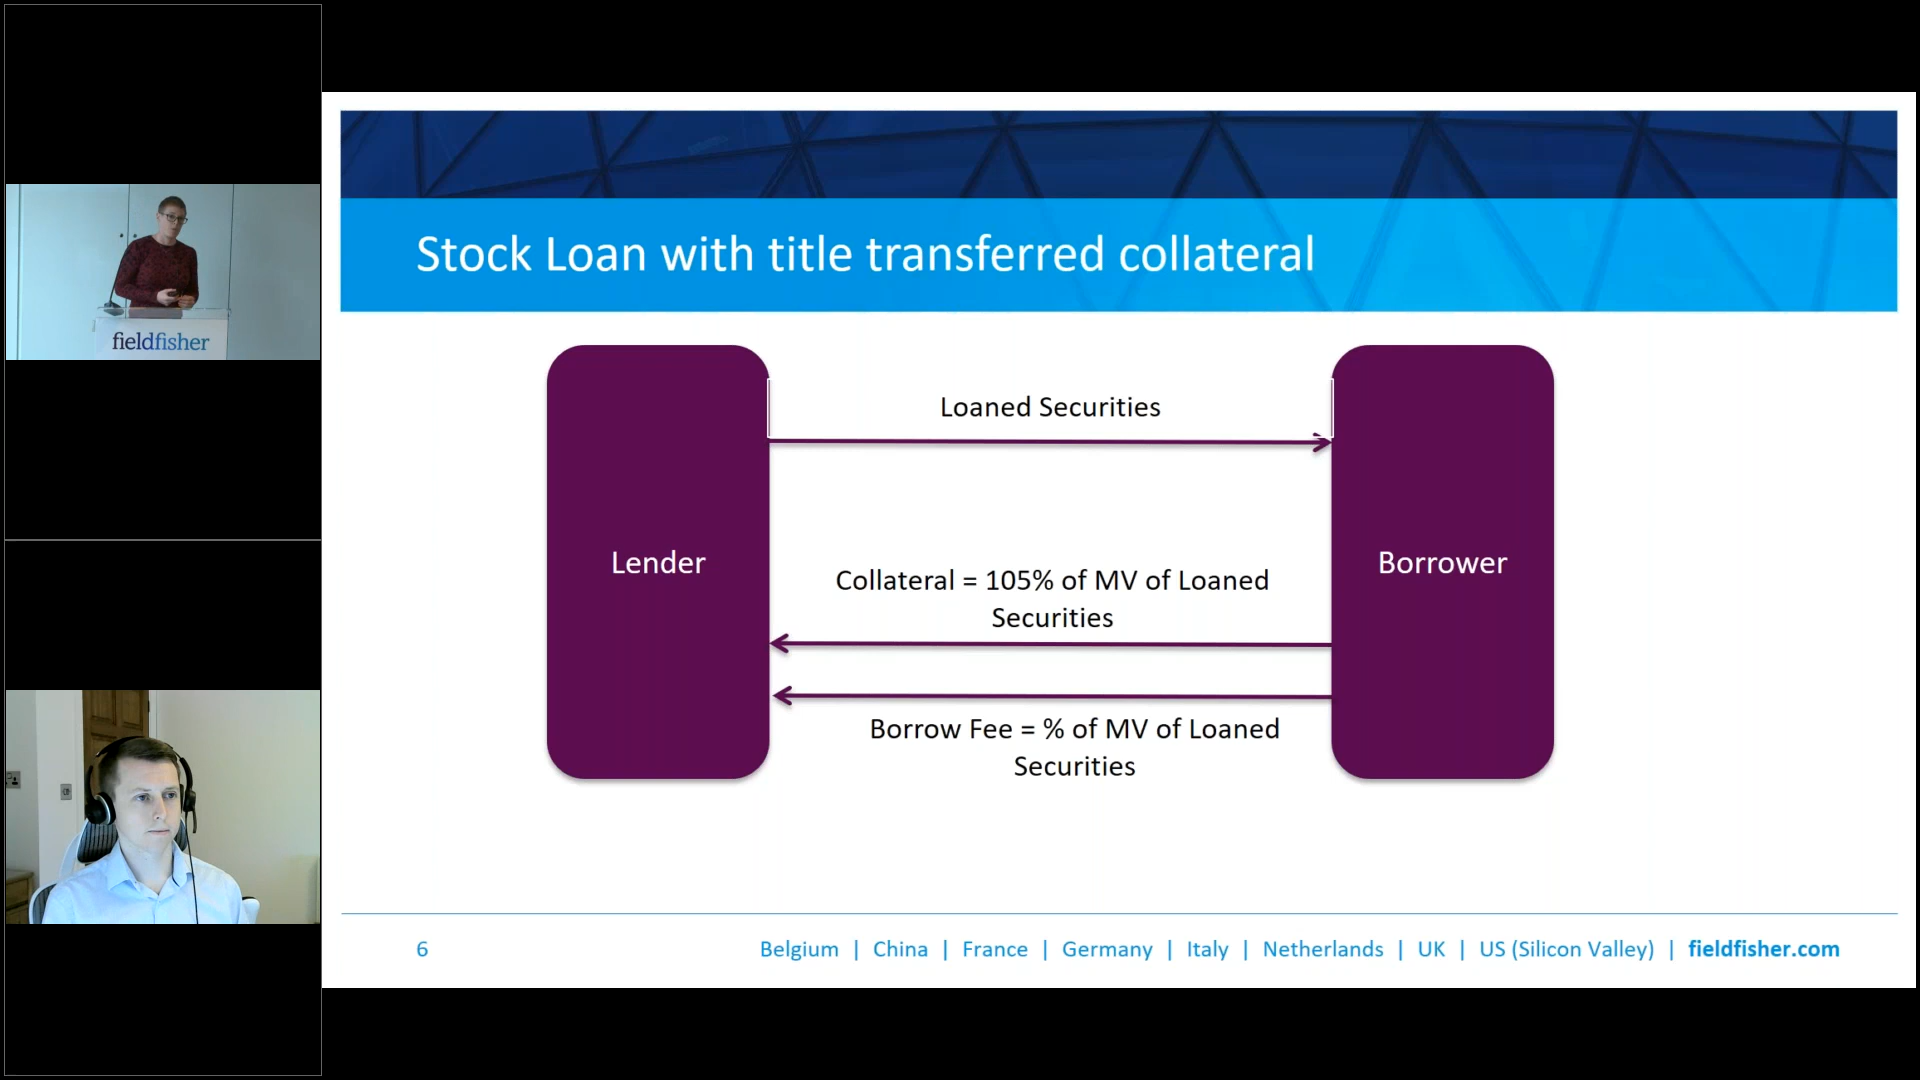 fieldfisher
Stock Loan with title transferred collateral
Loaned Securities
Lender
Borrower
Collateral = 105% of MV of Loaned
Securities
Borrow Fee = % of MV of Loaned
Securities
6
Belgium | China | France | Germany | Italy | Netherlands | UK | US (Silicon Valley) | fieldfisher.com